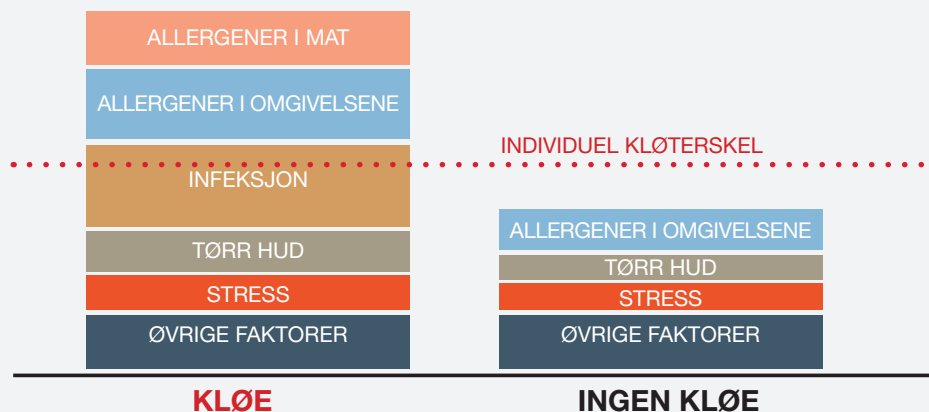 ALLERGENER I MAT
ALLERGENER I OMGIVELSENE
INFEKSJON
TØRR HUD
STRESS
ØVRIGE FAKTORER
KLØE
INDIVIDUEL KLØTERSKEL
ALLERGENER I OMGIVELSENE
TØRR HUD
STRESS
ØVRIGE FAKTORER
INGEN KLØE